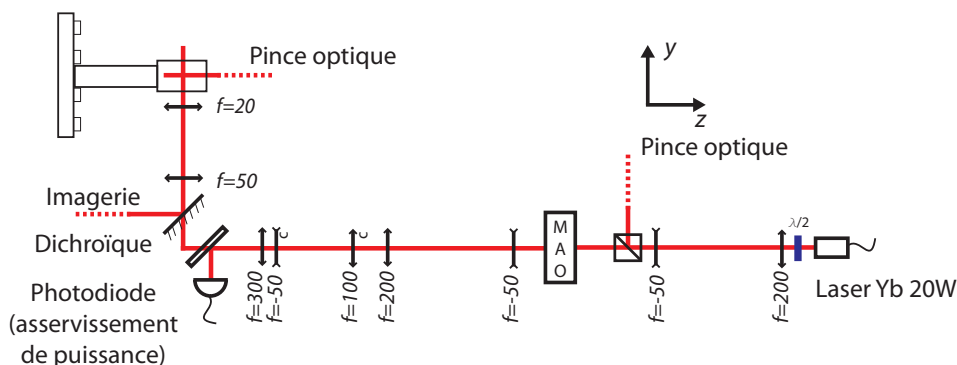 Pince optique
y
z
f=20
Pince optique
f=50
Imagerie
Dichroïque
λ/2
c
c
M
A
O
f=300
f=-50
f=100
f=200
f=-50
f=-50
f=200
Laser Yb 20W
Photodiode
(asservissement
de puissance)